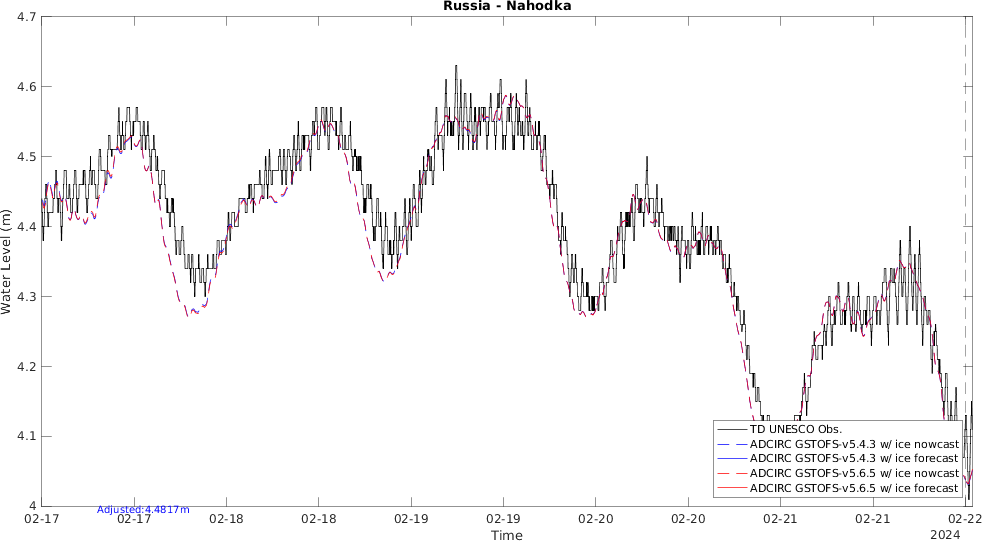 Russia - Nahodka
4.7
4.6
4.5
4.4
4.3
4.2
4.1
4
Water Level (m)
TD UNESCO Obs.
ADCIRC GSTOFS-v5.4.3 w/ ice nowcast
ADCIRC GSTOFS-v5.4.3 w/ ice forecast
ADCIRC GSTOFS-v5.6.5 w/ ice nowcast
ADCIRC GSTOFS-v5.6.5 w/ ice forecast
Adjusted:4.4817m
02-17 02-17 02-18 02-18 02-19 02-19 02-20 02-20 02-21 02-21 02-22
2024
Time